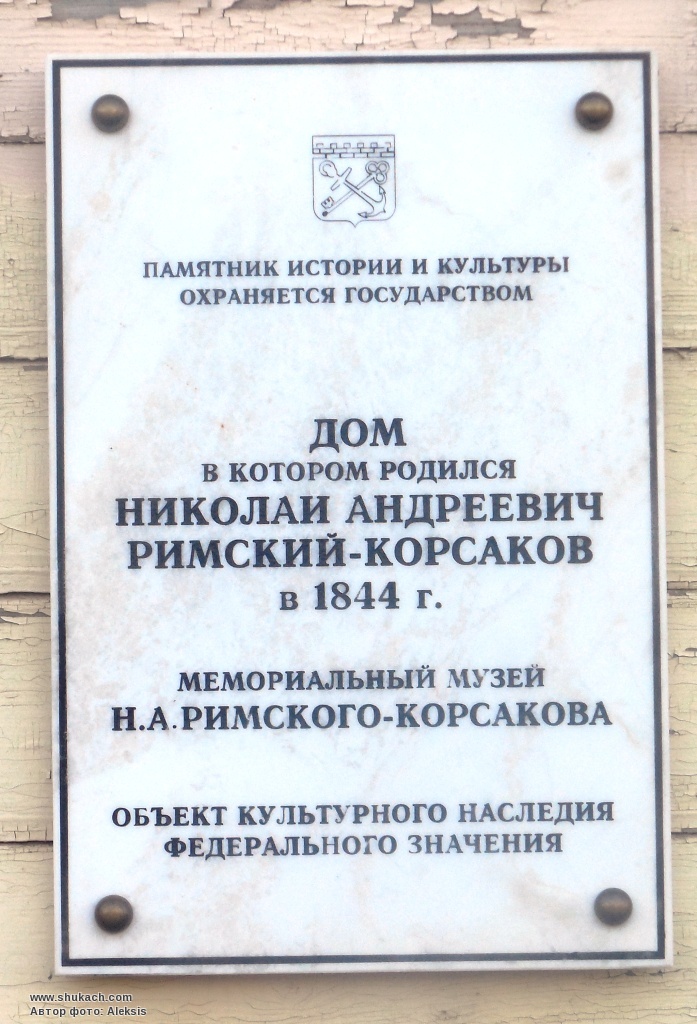 ПАМЯТНИК ИСТОРИИ И КУЛЬТУРЫ
ОХРАНЯЕТСЯ ГОСУДАРСТВОМ
ДОМ
В КОТОРОМ РОДИЛСЯ
НИКОЛАИ АНДРЕЕВИЧ
РИМСКИЙ-КОРСАКОВ
в 1844 г.
МЕМОРИАЛЬНЫЙ МУЗЕЙ
Н.А.РИМСКОГО-КОРСАКОВА
ОБЪЕКТ КУЛЬТУРНОГО НАСЛЕДИЯ
ФЕДЕРАЛЬНОГО ЗНАЧЕНИЯ
www.shukach.com
Автор фото: Aleksis